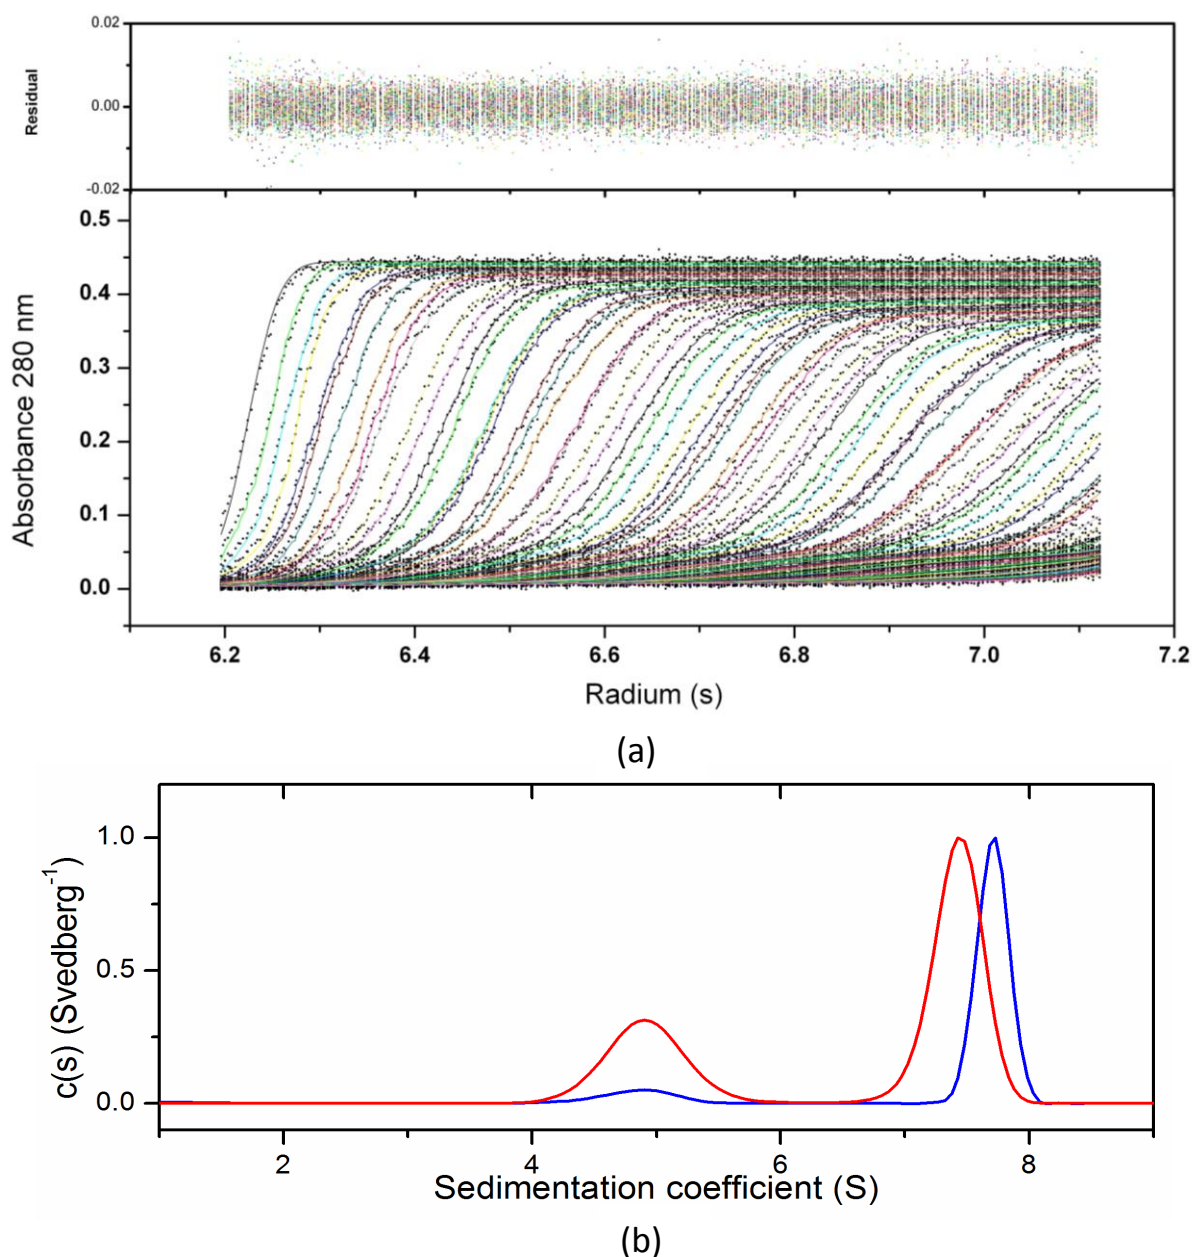 0.02
Residual
0.00
-0.02
0.5
0.4
0.3
0.2
0.1
0.0
Absorbance 280 nm
6.2 6.4 6.6 6.8 7.0 7.2
Radium (s)
(a)
1.0
0.5
0.0
c(s) (Svedberg⁻¹)
2 4 6 8
Sedimentation coefficient (S)
(b)